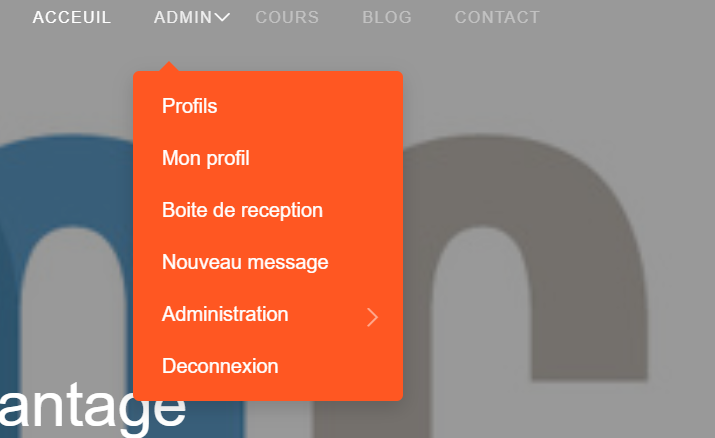 ACCEUIL ADMIN COURS BLOG CONTACT
Profils
Mon profil
Boite de reception
Nouveau message
Administration
Deconnexion
antage